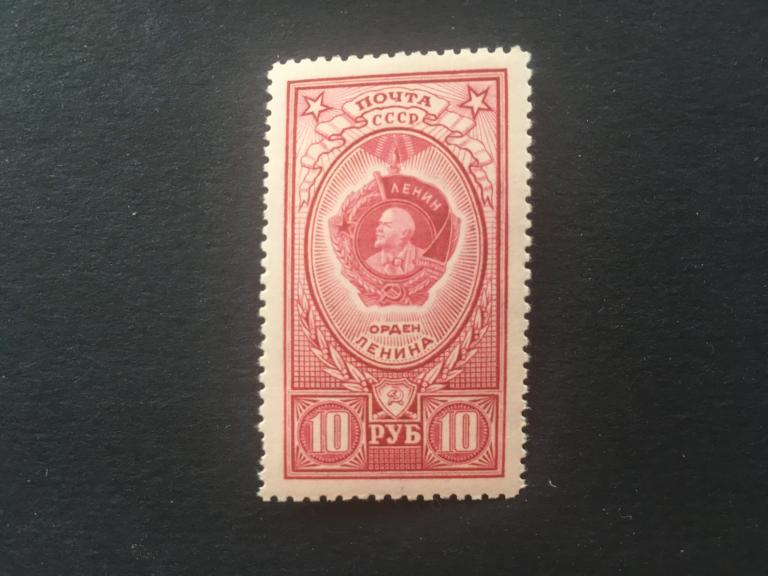 ПОЧТА
СССР
ЛЕНИН
ОРДЕН
ЛЕНИНА
10 РУБ 10